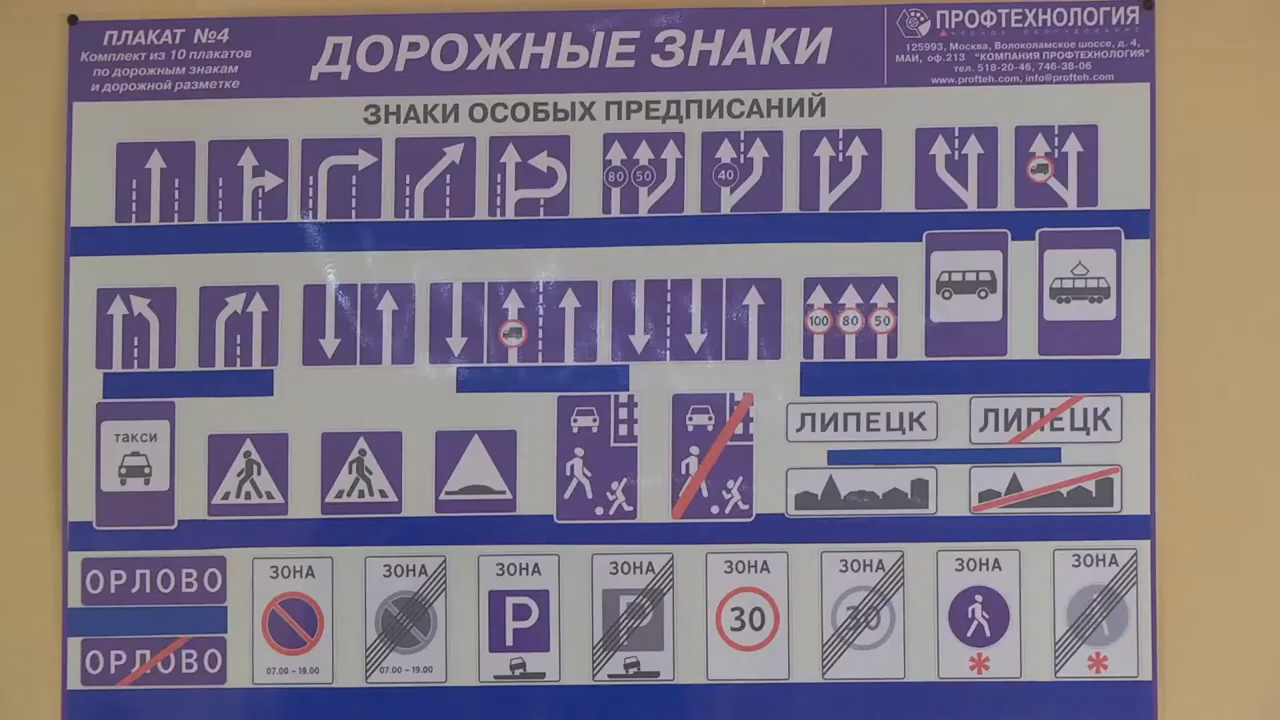 ПЛАКАТ №4
Комплект из 10 плакатов
по дорожным знакам
и дорожной разметке
ДОРОЖНЫЕ ЗНАКИ
ПРОФТЕХНОЛОГИЯ
УЧЕБНОЕ ОБОРУДОВАНИЕ
125993, Москва, Волоколамское шоссе, д. 4,
МАИ, оф.213 "КОМПАНИЯ ПРОФТЕХНОЛОГИЯ"
тел. 518-20-46, 746-38-06
www.profteh.com, info@profteh.com
ЗНАКИ ОСОБЫХ ПРЕДПИСАНИЙ
80 50 40
100 80 50
такси
ЛИПЕЦК ЛИПЕЦК
ОРЛОВО
ЗОНА ЗОНА ЗОНА ЗОНА ЗОНА ЗОНА ЗОНА ЗОНА
P P 30 30
ОРЛОВО
07.00 – 19.00 07.00 – 19.00